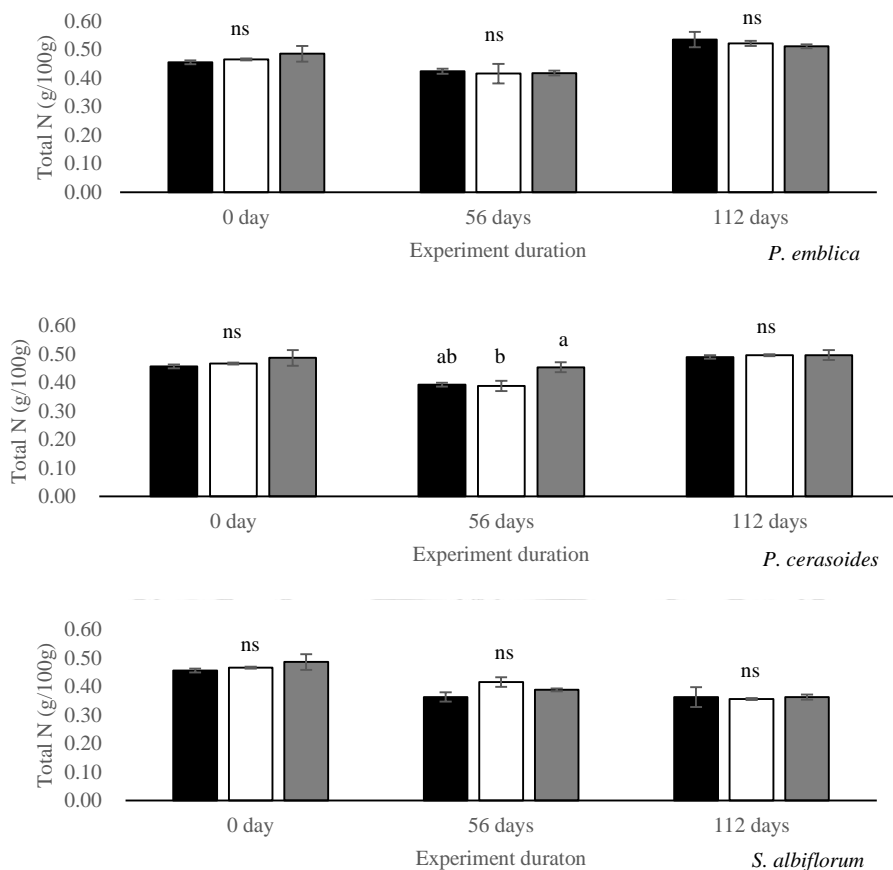 0.60
ns
ns
ns
0.50
0.40
0.30
0.20
0.10
0.00
Total N (g/100g)
0 day
56 days
112 days
Experiment duration
P. emblica
0.60
ns
ab
b
a
ns
0.50
0.40
0.30
0.20
0.10
0.00
Total N (g/100g)
0 day
56 days
112 days
Experiment duration
P. cerasoides
0.60
ns
ns
ns
0.50
0.40
0.30
0.20
0.10
0.00
Total N (g/100g)
0 day
56 days
112 days
Experiment duraton
S. albiflorum